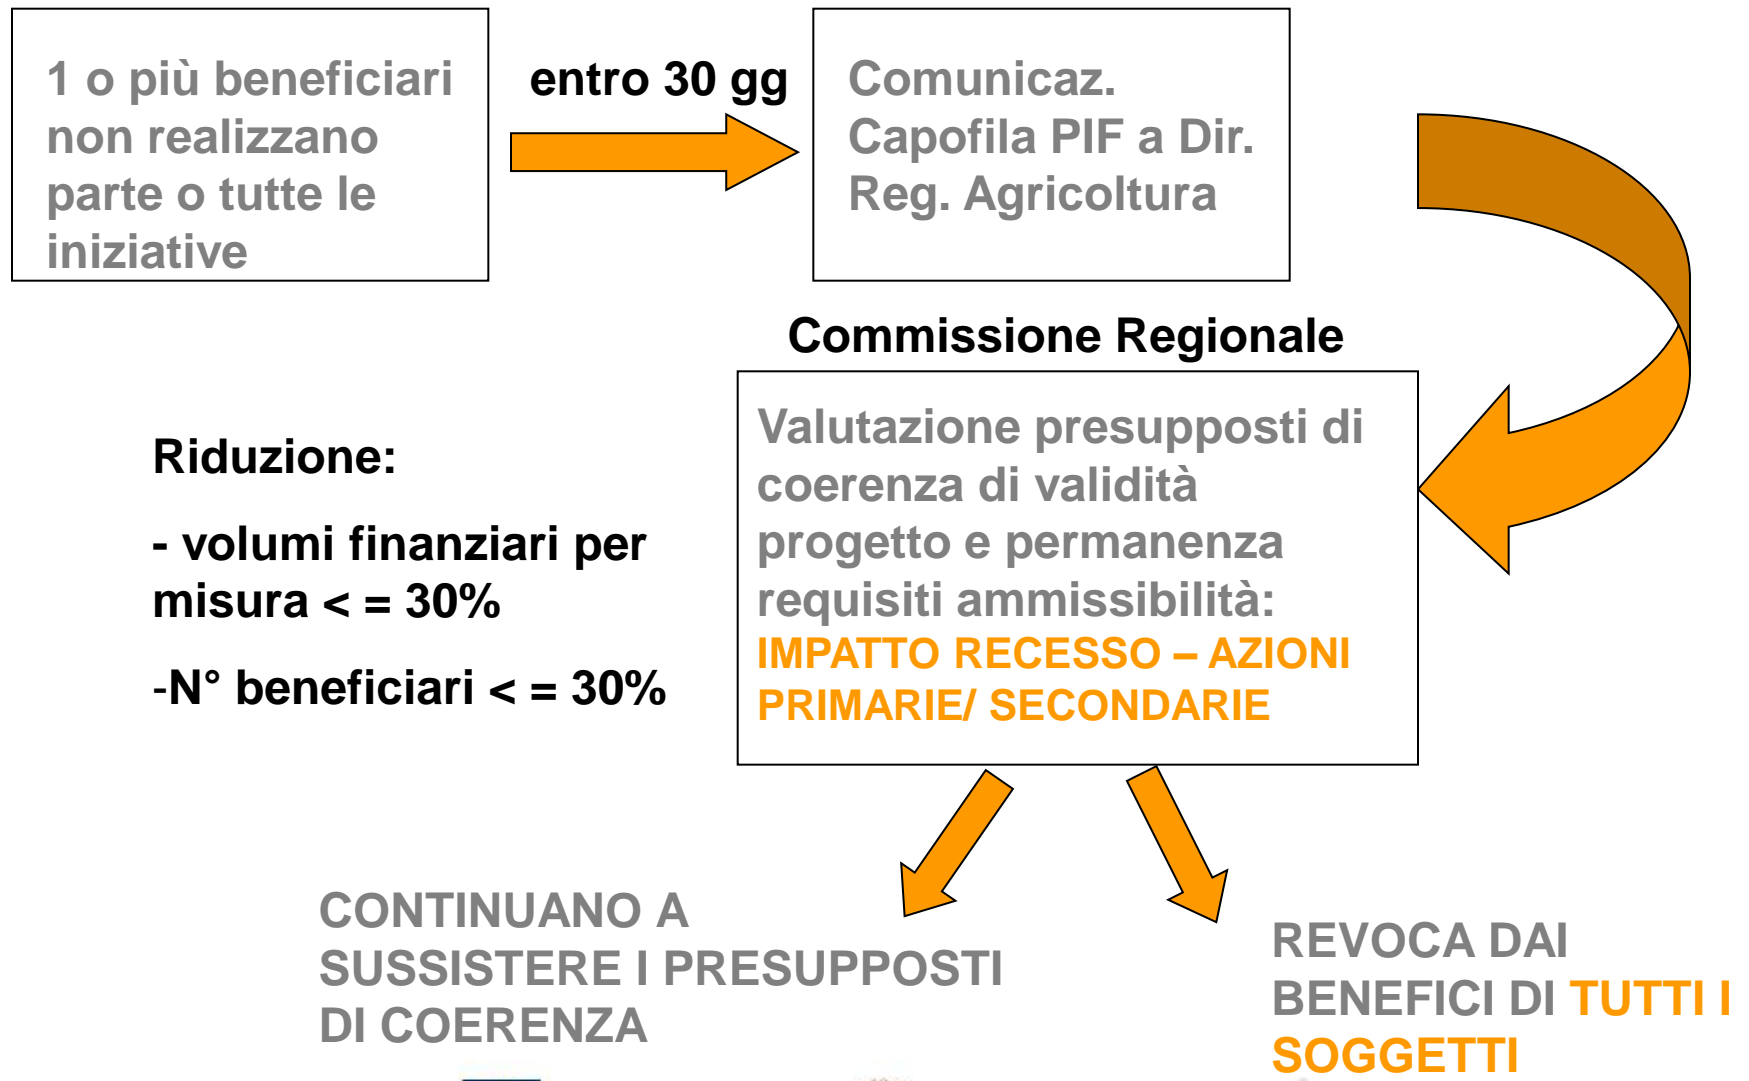 1 o più beneficiari
non realizzano
parte o tutte le
iniziative
entro 30 gg
Comunicaz.
Capofila PIF a Dir.
Reg. Agricoltura
Commissione Regionale
Valutazione presupposti di
coerenza di validità
progetto e permanenza
requisiti ammissibilità:
IMPATTO RECESSO – AZIONI
PRIMARIE/ SECONDARIE
Riduzione:
- volumi finanziari per
misura < = 30%
-N° beneficiari < = 30%
CONTINUANO A
SUSSISTERE I PRESUPPOSTI
DI COERENZA
REVOCA DAI
BENEFICI DI TUTTI I
SOGGETTI